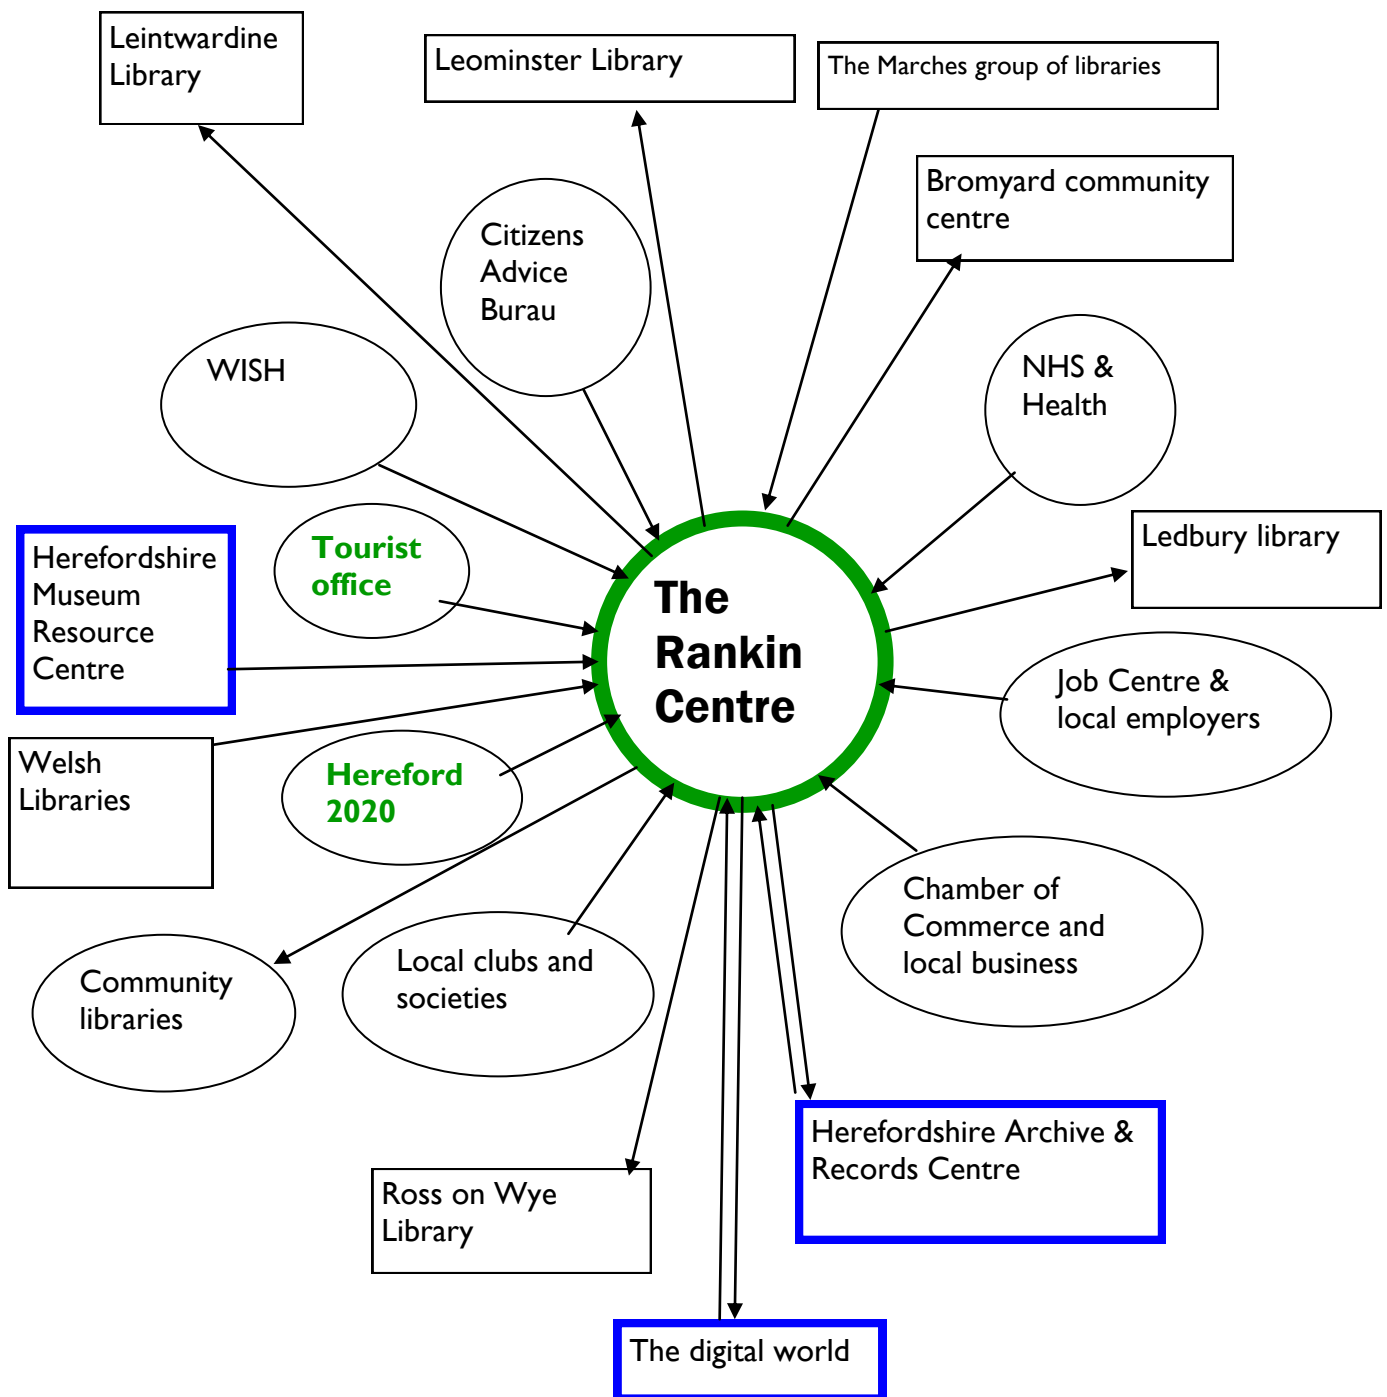 Leintwardine
Library
Leominster Library
The Marches group of libraries
Bromyard community
centre
Citizens
Advice
Burau
WISH
NHS &
Health
Tourist
office
Herefordshire
Museum
Resource
Centre
The
Rankin
Centre
Ledbury library
Job Centre &
local employers
Welsh
Libraries
Hereford
2020
Chamber of
Commerce and
local business
Community
libraries
Local clubs and
societies
Herefordshire Archive &
Records Centre
Ross on Wye
Library
The digital world